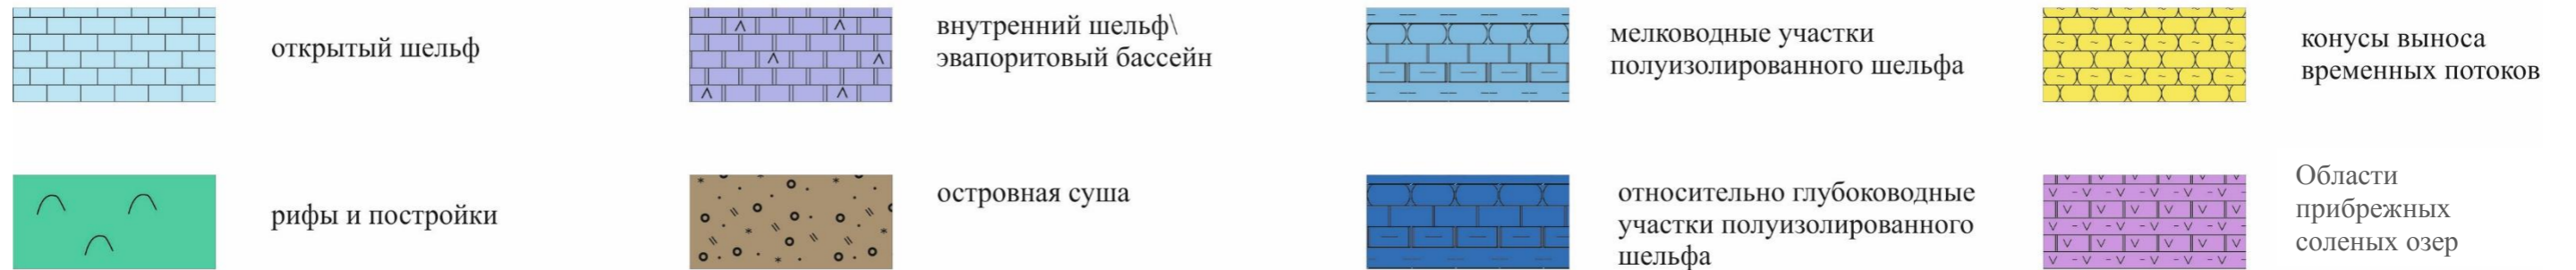 открытый шельф
внутренний шельф\
эвапоритовый бассейн
мелководные участки
полуизолированного шельфа
конусы выноса
временных потоков
рифы и постройки
островная суша
относительно глубоководные
участки полуизолированного
шельфа
Области
прибрежных
соленых озер